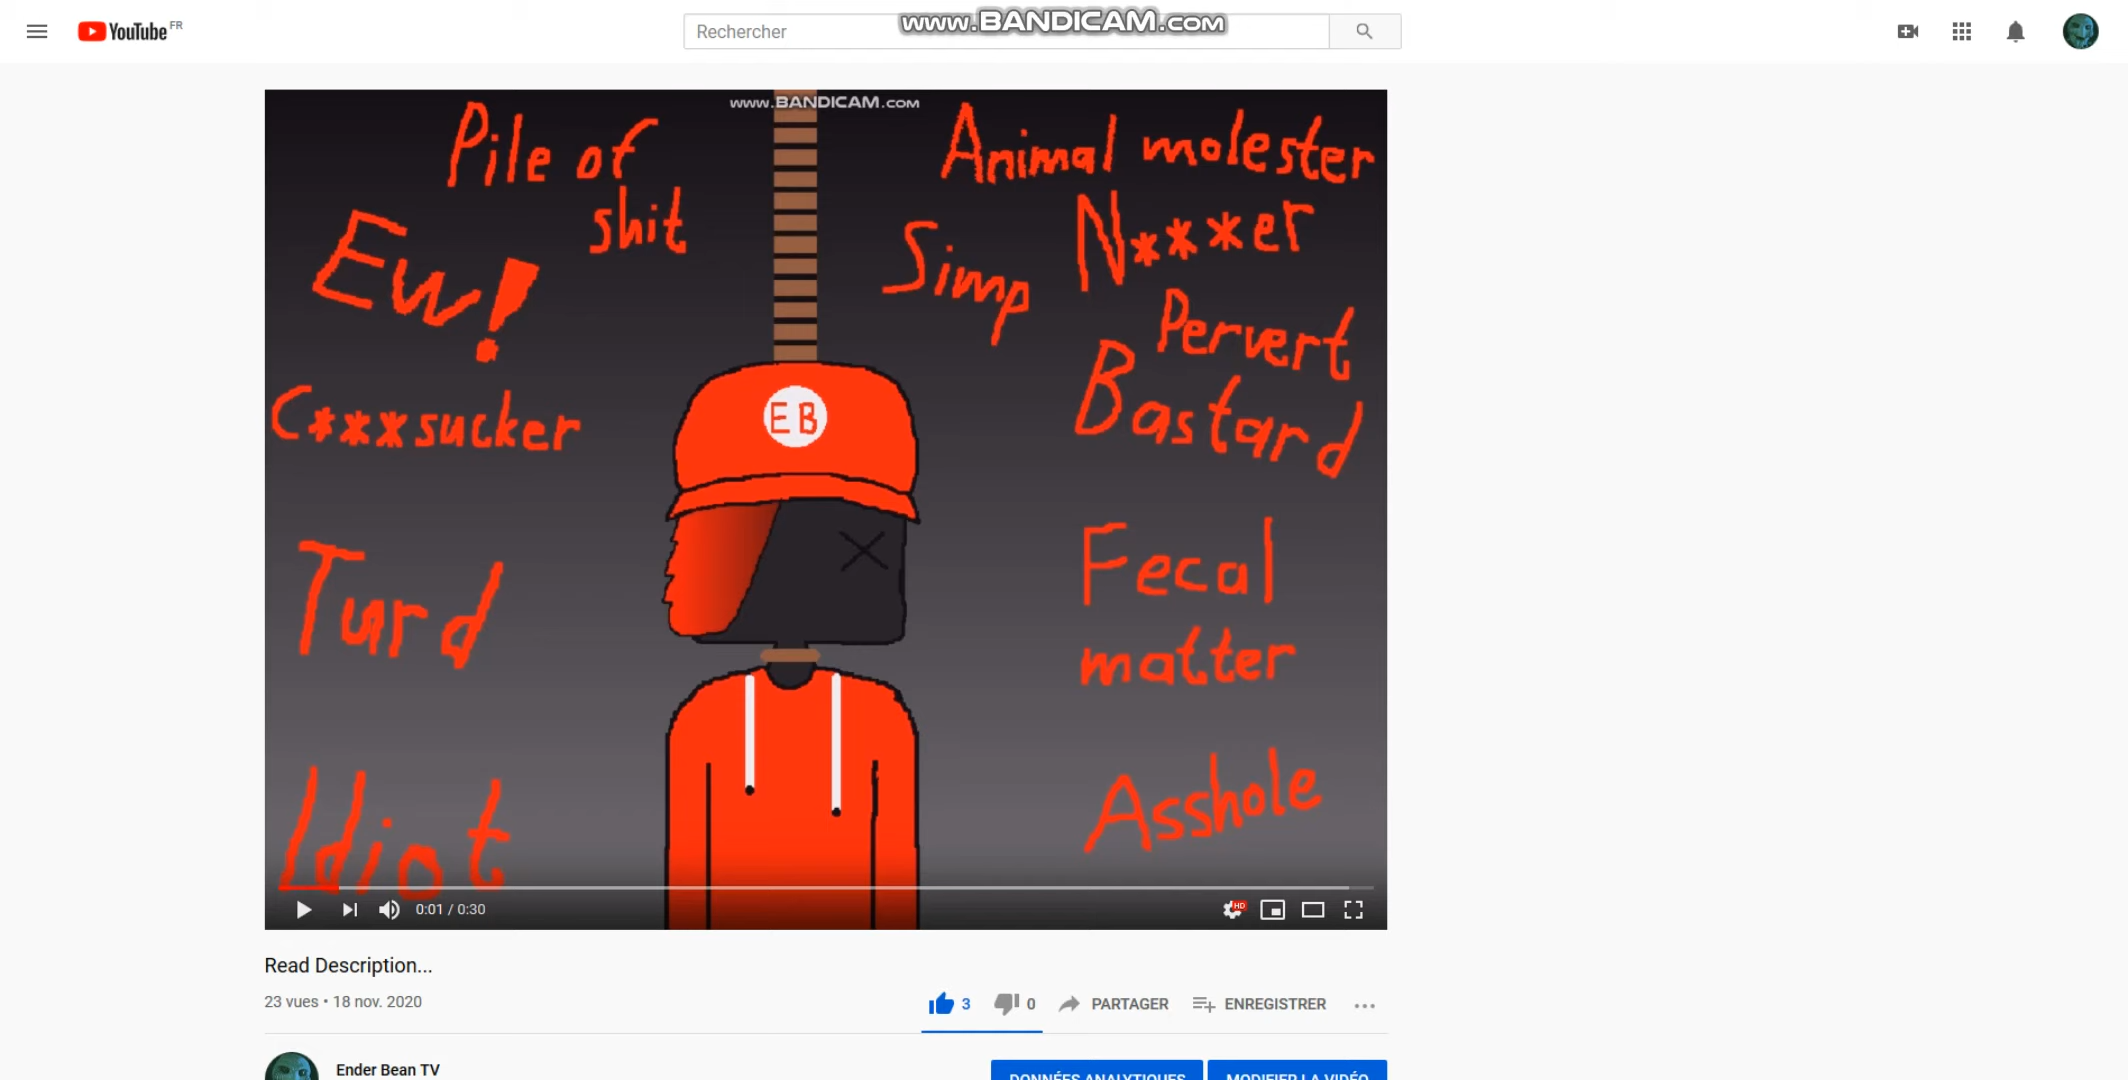 YouTube FR
Rechercher
www.BANDICAM.com
www.BANDICAM.com
Pile of
shit
Animal molester
N***er
Simp
Ew!
Pervert
Bastard
C***sucker
EB
Turd
Fecal
matter
Idiot
Asshole
0:01 / 0:30
HD
Read Description...
23 vues • 18 nov. 2020
3
0
PARTAGER
ENREGISTRER
Ender Bean TV
DONNÉES ANALYTIQUES
MODIFIER LA VIDÉO